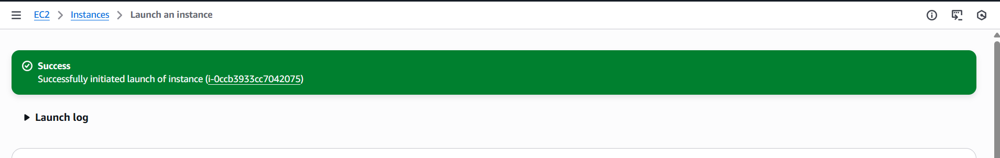 EC2 > Instances > Launch an instance
Success
Successfully initiated launch of instance (i-0ccb3933cc7042075)
Launch log